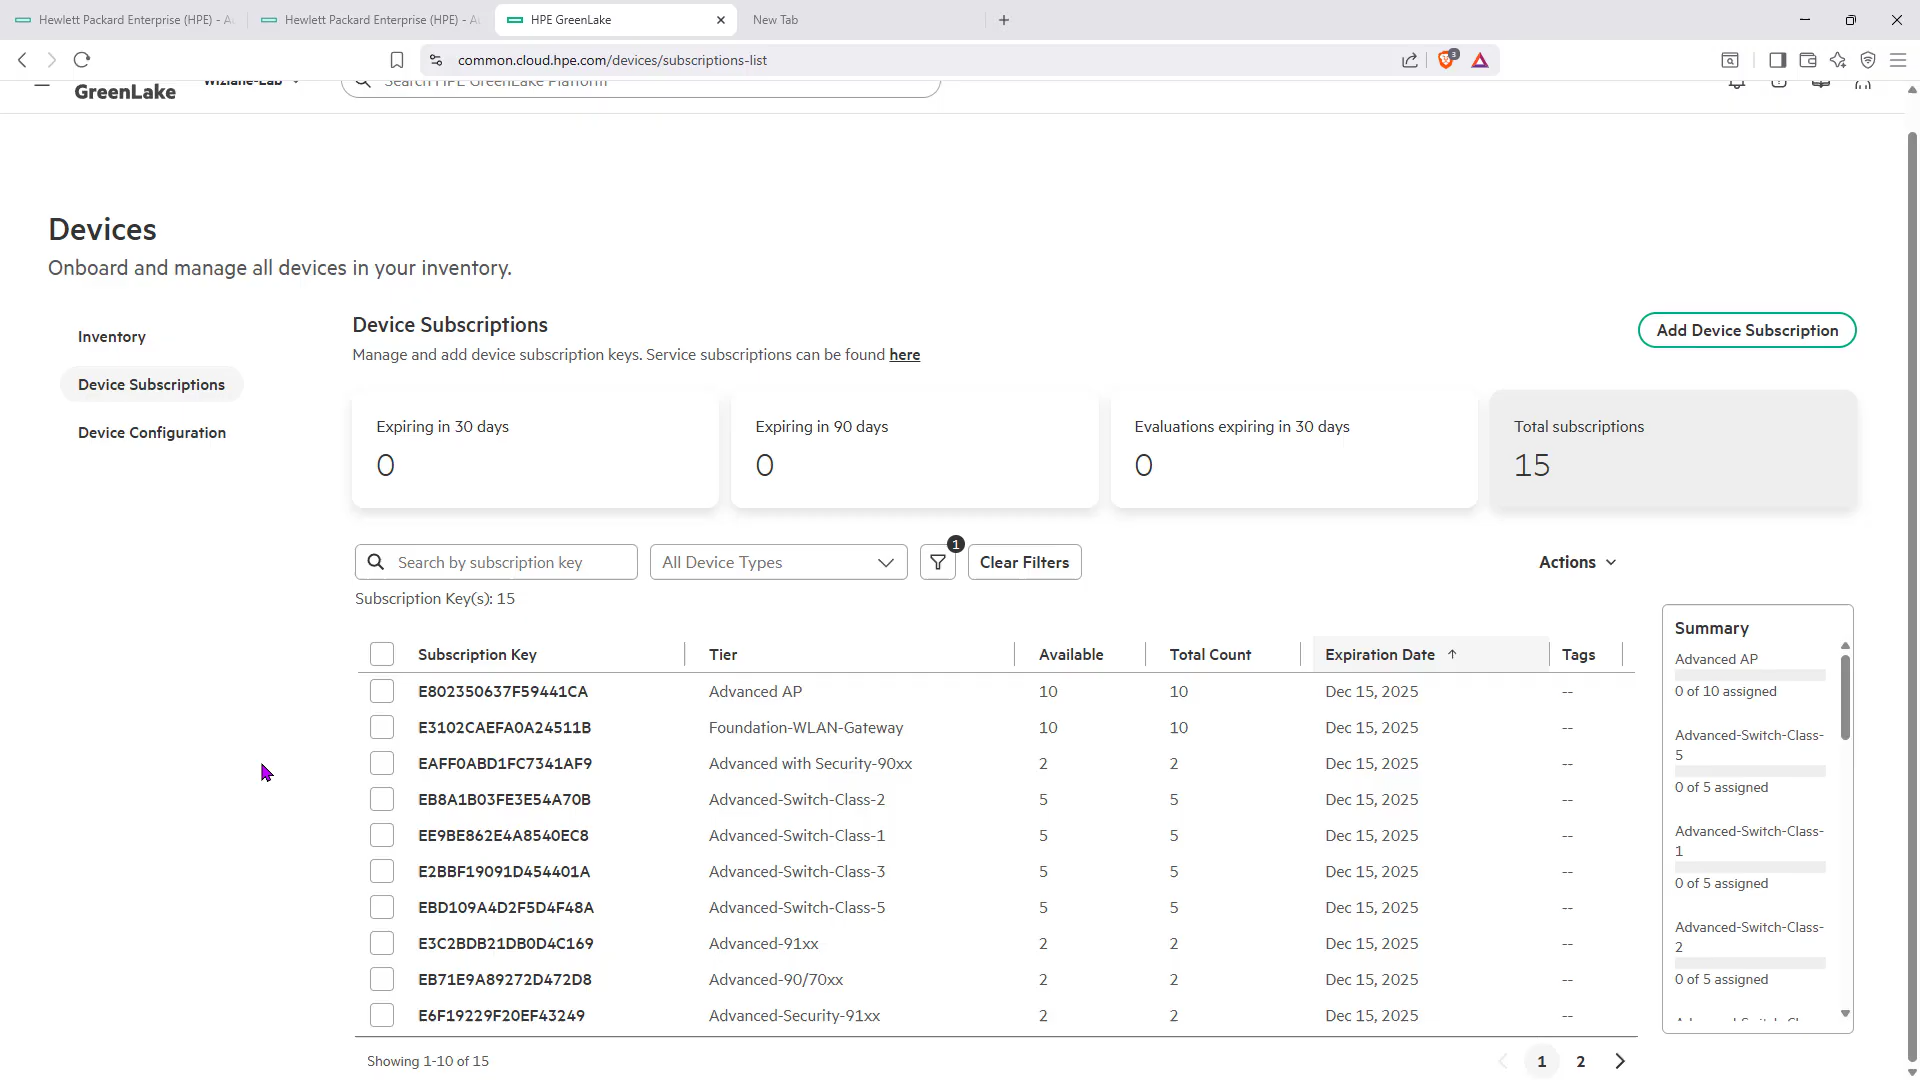 Hewlett Packard Enterprise (HPE) - A
Hewlett Packard Enterprise (HPE) - A
HPE GreenLake
New Tab
common.cloud.hpe.com/devices/subscriptions-list
3
GreenLake
Wiziane-Lab
Search HPE GreenLake Platform
Devices
Onboard and manage all devices in your inventory.
Inventory
Device Subscriptions
Device Configuration
Device Subscriptions
Manage and add device subscription keys. Service subscriptions can be found here
Add Device Subscription
Expiring in 30 days
0
Expiring in 90 days
0
Evaluations expiring in 30 days
0
Total subscriptions
15
Search by subscription key
All Device Types
1
Clear Filters
Actions
Subscription Key(s): 15
Subscription Key Tier Available Total Count Expiration Date Tags
E802350637F59441CA Advanced AP 10 10 Dec 15, 2025 --
E3102CAEFA0A24511B Foundation-WLAN-Gateway 10 10 Dec 15, 2025 --
EAFF0ABD1FC7341AF9 Advanced with Security-90xx 2 2 Dec 15, 2025 --
EB8A1B03FE3E54A70B Advanced-Switch-Class-2 5 5 Dec 15, 2025 --
EE9BE862E4A8540EC8 Advanced-Switch-Class-1 5 5 Dec 15, 2025 --
E2BBF19091D454401A Advanced-Switch-Class-3 5 5 Dec 15, 2025 --
EBD109A4D2F5D4F48A Advanced-Switch-Class-5 5 5 Dec 15, 2025 --
E3C2BDB21DB0D4C169 Advanced-91xx 2 2 Dec 15, 2025 --
EB71E9A89272D472D8 Advanced-90/70xx 2 2 Dec 15, 2025 --
E6F19229F20EF43249 Advanced-Security-91xx 2 2 Dec 15, 2025 --
Showing 1-10 of 15
1 2
Summary
Advanced AP
0 of 10 assigned
Advanced-Switch-Class-
5
0 of 5 assigned
Advanced-Switch-Class-
1
0 of 5 assigned
Advanced-Switch-Class-
2
0 of 5 assigned